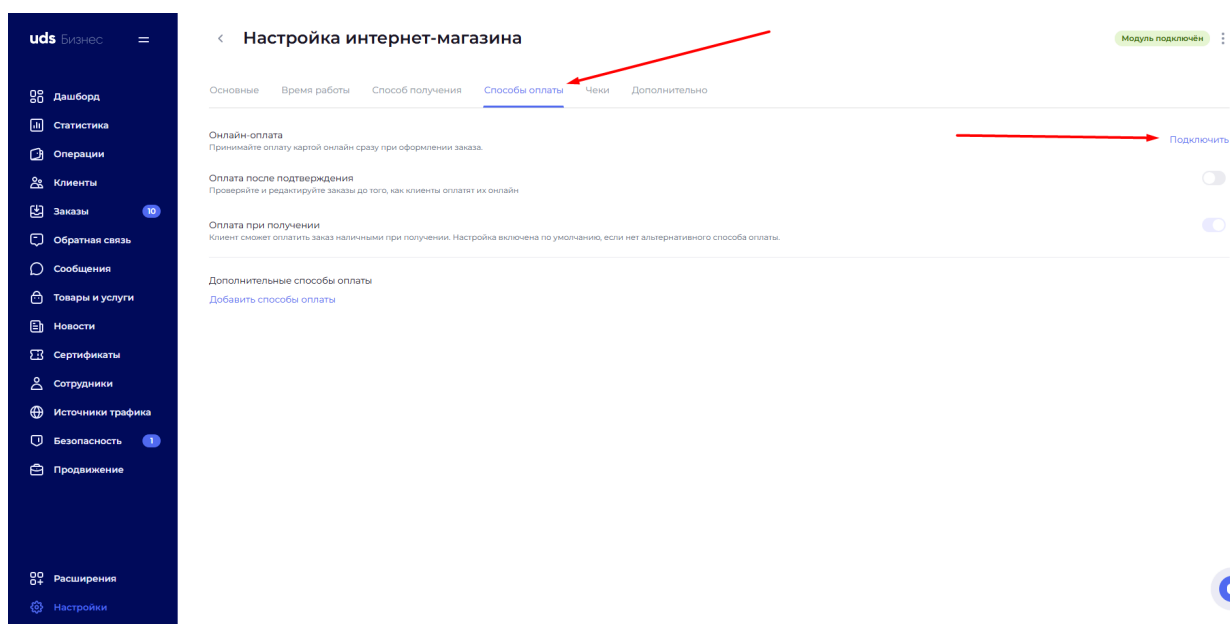 uds Бизнес
Настройка интернет-магазина
Модуль подключён
Основные Время работы Способ получения Способы оплаты Чеки Дополнительно
Онлайн-оплата
Принимайте оплату картой онлайн сразу при оформлении заказа.
Подключить
Оплата после подтверждения
Проверяйте и редактируйте заказы до того, как клиенты оплатят их онлайн
Оплата при получении
Клиент сможет оплатить заказ наличными при получении. Настройка включена по умолчанию, если нет альтернативного способа оплаты.
Дополнительные способы оплаты
Добавить способы оплаты
Дашборд
Статистика
Операции
Клиенты
Заказы 10
Обратная связь
Сообщения
Товары и услуги
Новости
Сертификаты
Сотрудники
Источники трафика
Безопасность 1
Продвижение
Расширения
Настройки